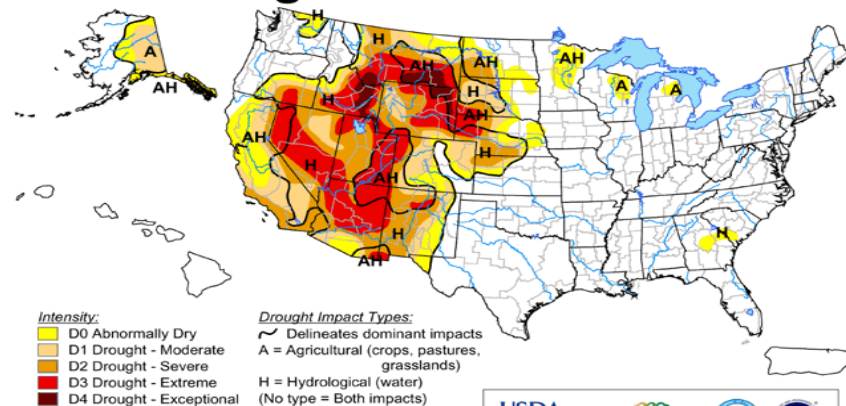 H
A
H
AH
AH
AH
A
A
AH
H
H
AH
AH
H
H
AH
H
H
AH
Intensity:
D0 Abnormally Dry
D1 Drought - Moderate
D2 Drought - Severe
D3 Drought - Extreme
D4 Drought - Exceptional
Drought Impact Types:
Delineates dominant impacts
A = Agricultural (crops, pastures,
grasslands)
H = Hydrological (water)
(No type = Both impacts)
USDA